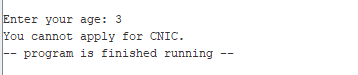 Enter your age: 3
You cannot apply for CNIC.
-- program is finished running --